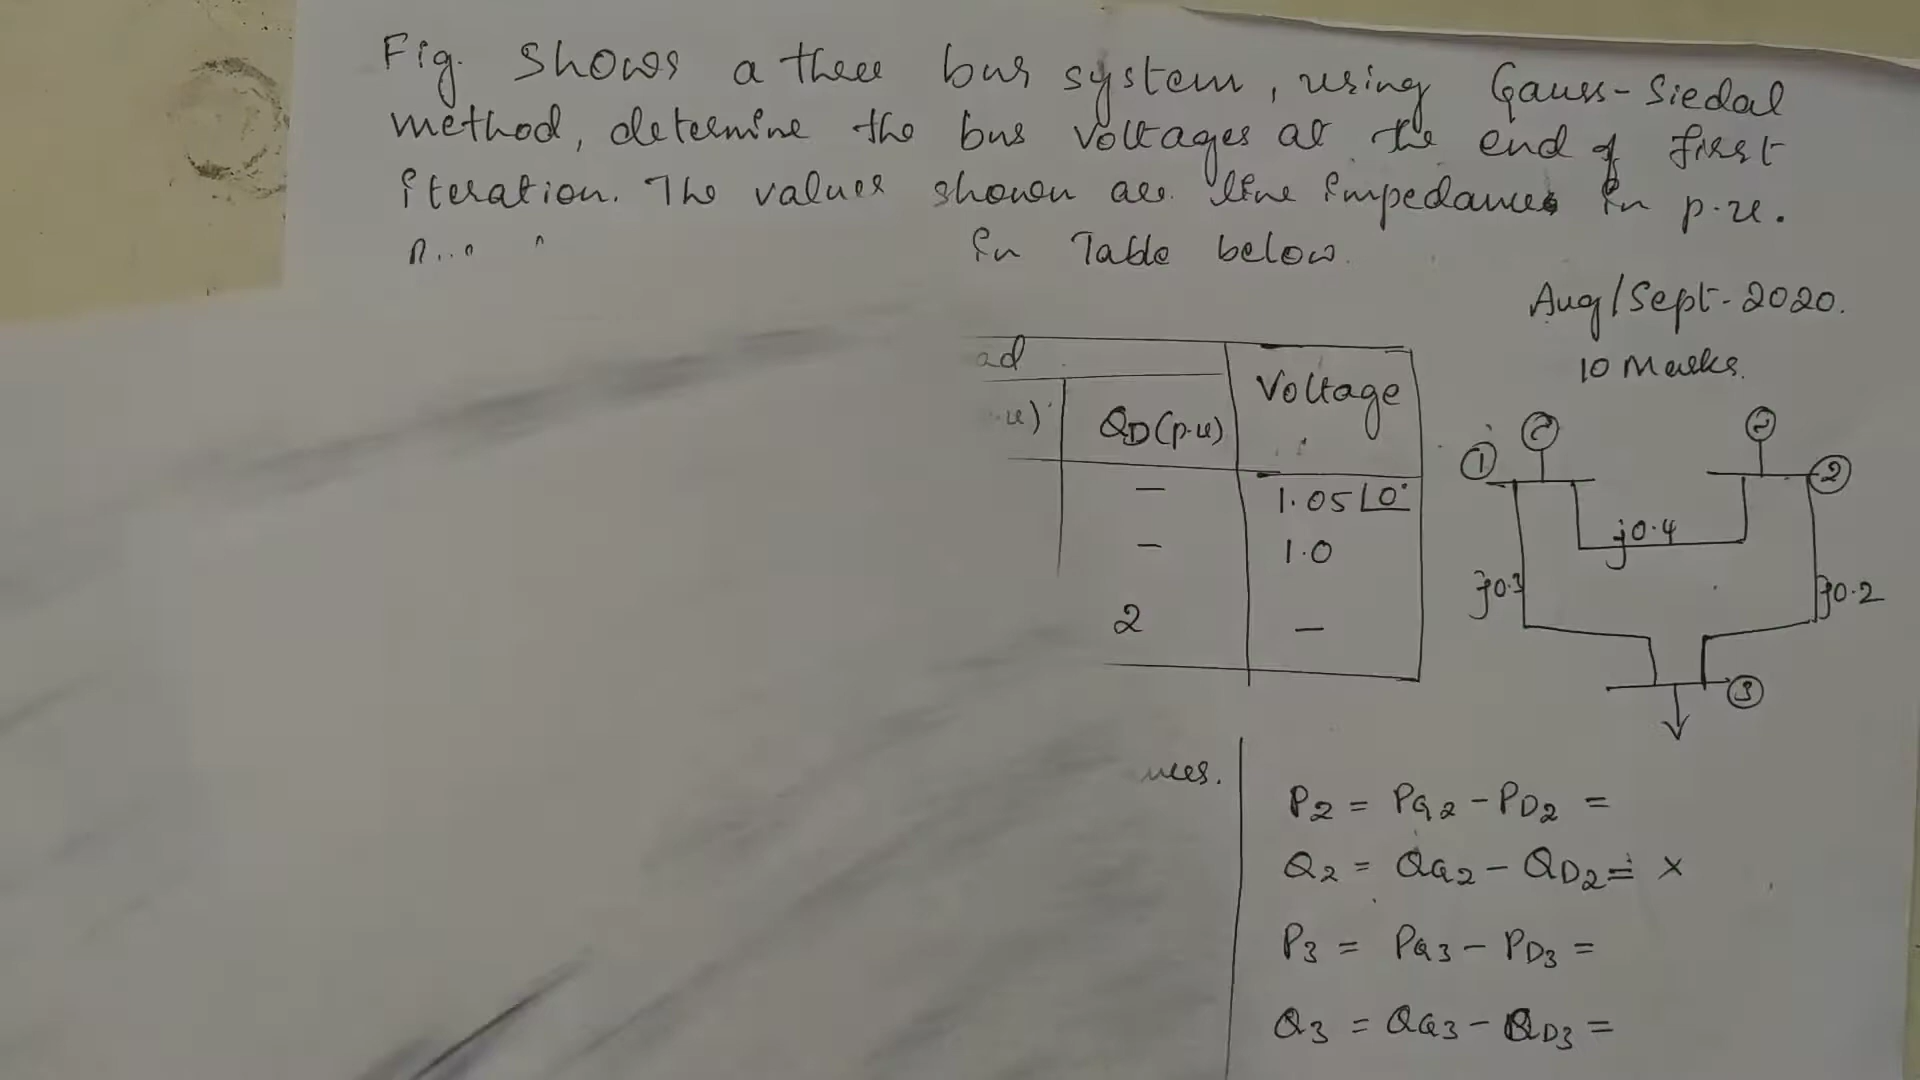 Fig. Shows a three bus system, using Gauss-Siedal
method, determine the bus voltages at the end of first
iteration. The values shown are line impedances in p.u.
in Table below.
Aug/Sept-2020.
10 Marks.
ad
Voltage
u)
QD(p.u)
- 1.05∠0°
- 1.0
2 -
1
2
j0.4
j0.3
j0.2
3
nces.
P2 = PG2 - PD2 =
Q2 = QG2 - QD2 = ×
P3 = PG3 - PD3 =
Q3 = QG3 - QD3 =